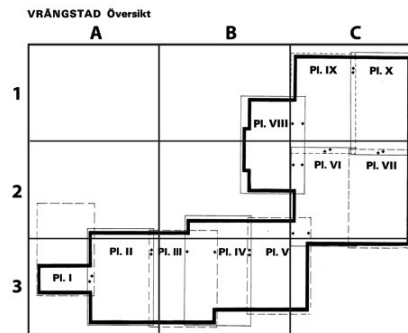 VRÅNGSTAD Översikt
A B C
1
Pl. IX Pl. X
Pl. VIII
2
Pl. VI Pl. VII
3
Pl. I Pl. II Pl. III Pl. IV Pl. V